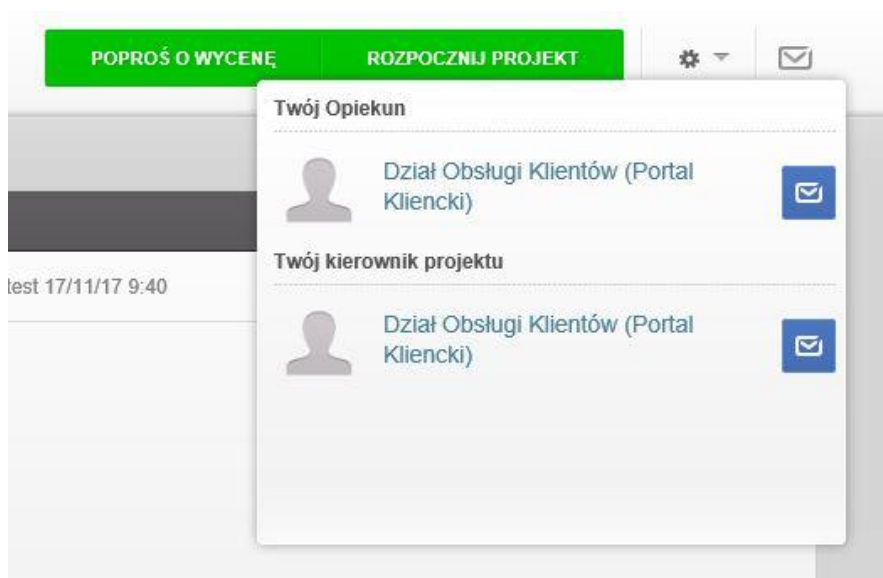 POPROŚ O WYCENĘ ROZPOCZNIJ PROJEKT
Twój Opiekun
Dział Obsługi Klientów (Portal
Kliencki)
Twój kierownik projektu
test 17/11/17 9:40
Dział Obsługi Klientów (Portal
Kliencki)